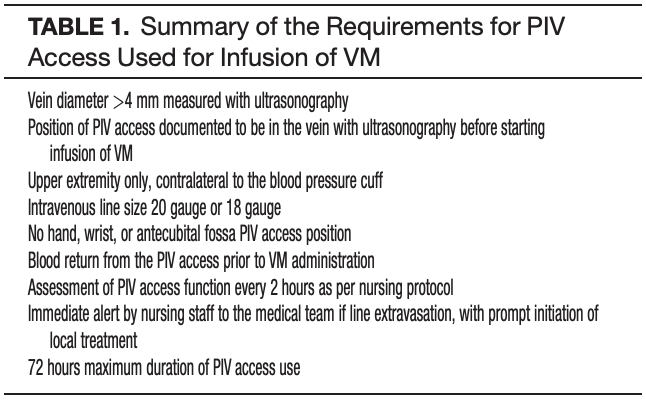 TABLE 1. Summary of the Requirements for PIV
Access Used for Infusion of VM
Vein diameter >4 mm measured with ultrasonography
Position of PIV access documented to be in the vein with ultrasonography before starting
infusion of VM
Upper extremity only, contralateral to the blood pressure cuff
Intravenous line size 20 gauge or 18 gauge
No hand, wrist, or antecubital fossa PIV access position
Blood return from the PIV access prior to VM administration
Assessment of PIV access function every 2 hours as per nursing protocol
Immediate alert by nursing staff to the medical team if line extravasation, with prompt initiation of
local treatment
72 hours maximum duration of PIV access use